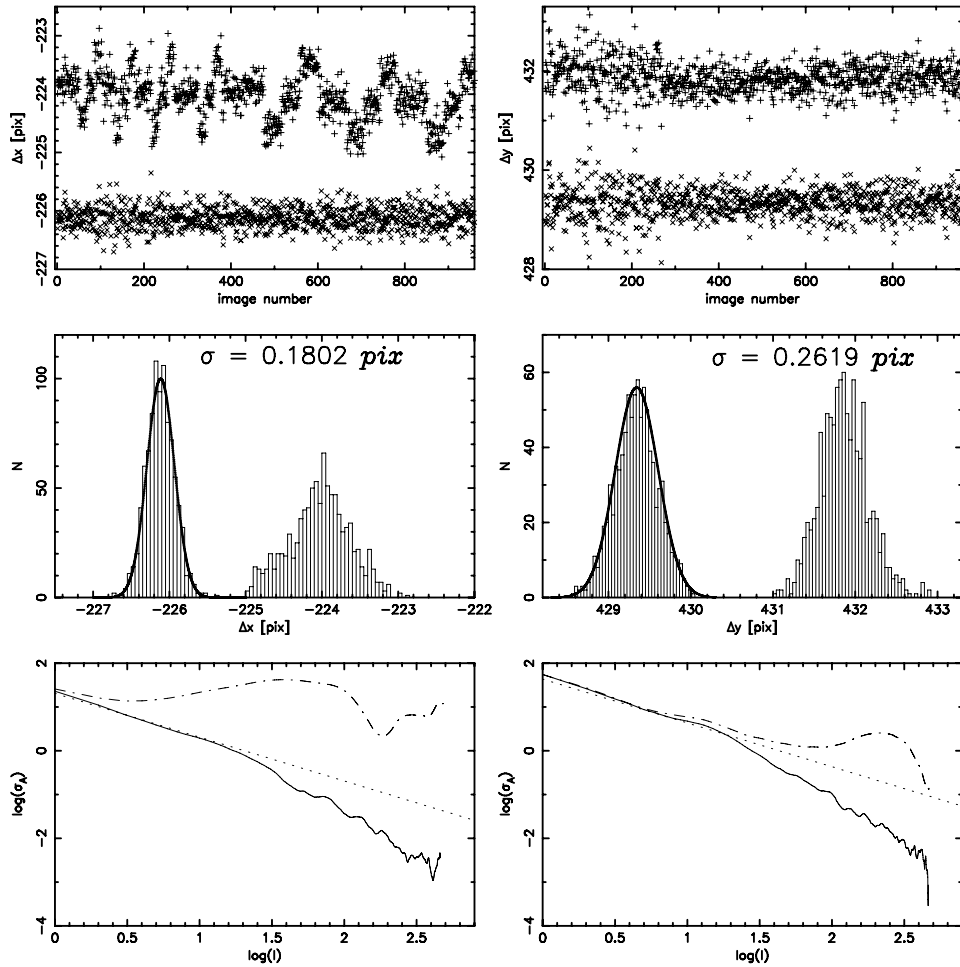 −223
−224
−225
−226
−227
Δx [pix]
0 200 400 600 800
image number
432
430
428
Δy [pix]
0 200 400 600 800
image number
σ = 0.1802 pix
100
50
0
N
−227 −226 −225 −224 −223 −222
Δx [pix]
σ = 0.2619 pix
60
40
20
0
N
429 430 431 432 433
Δy [pix]
2
0
−2
−4
log(σA)
0 0.5 1 1.5 2 2.5
log(l)
2
0
−2
−4
log(σA)
0 0.5 1 1.5 2 2.5
log(l)